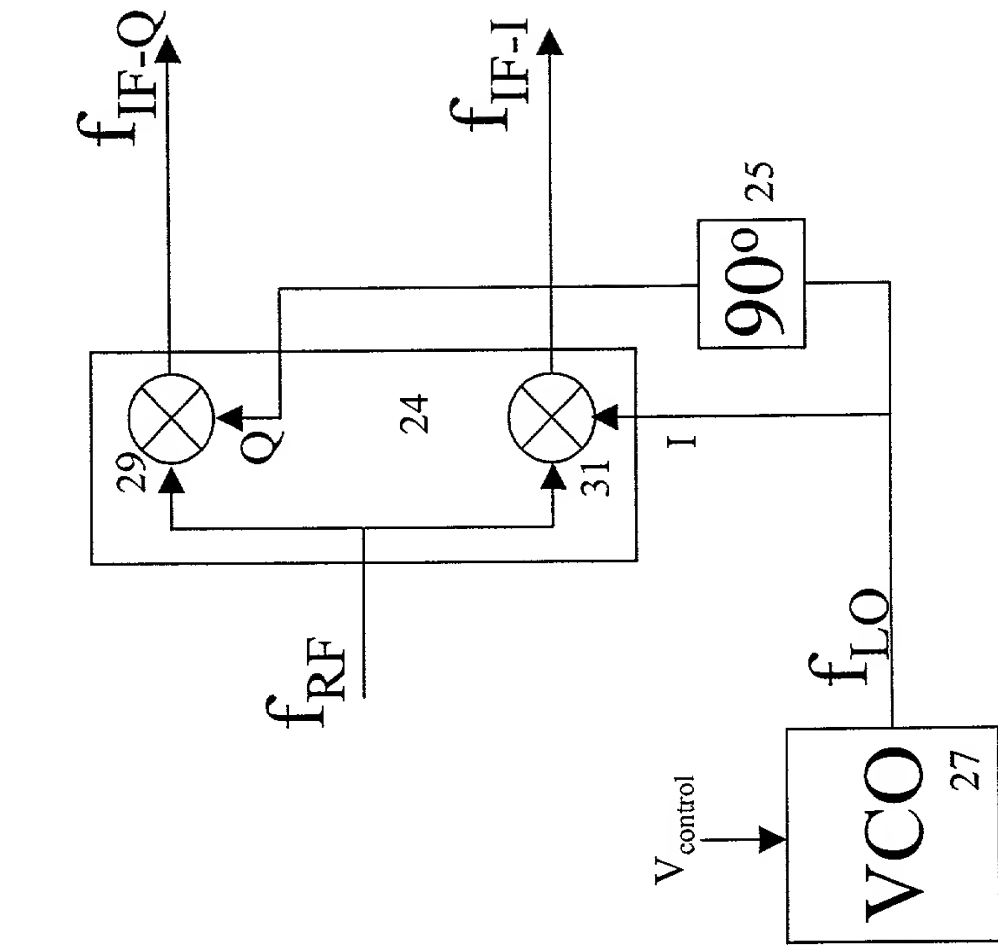 f_IF-Q
f_IF-I
29
Q
24
31
I
90°
25
f_RF
f_LO
V_control
VCO
27